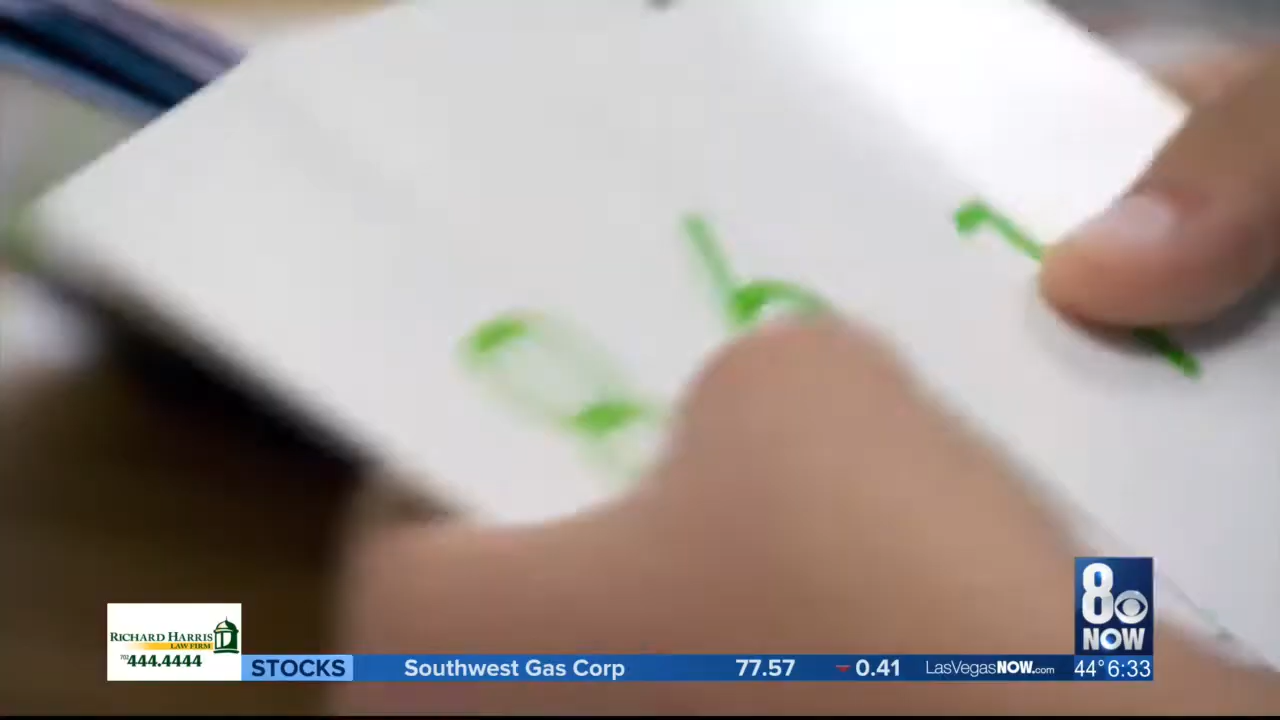 8
NOW
RICHARD HARRIS
LAW FIRM
702 444.4444
STOCKS Southwest Gas Corp 77.57 0.41 LasVegasNOW.com 44° 6:33